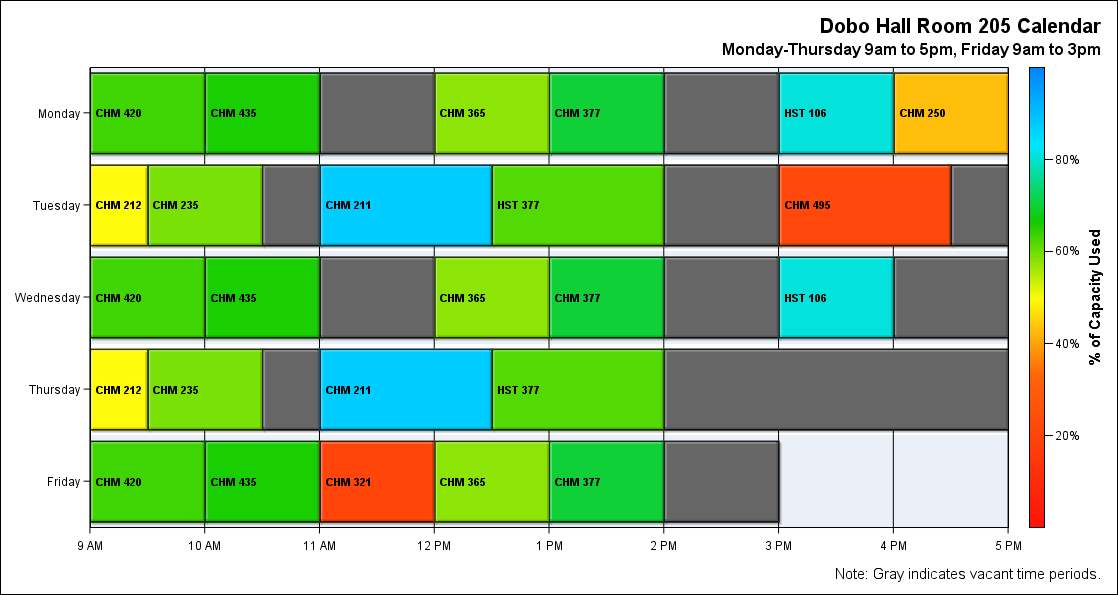 Dobo Hall Room 205 Calendar
Monday-Thursday 9am to 5pm, Friday 9am to 3pm
Monday
CHM 420
CHM 435
CHM 365
CHM 377
HST 106
CHM 250
Tuesday
CHM 212
CHM 235
CHM 211
HST 377
CHM 495
Wednesday
CHM 420
CHM 435
CHM 365
CHM 377
HST 106
Thursday
CHM 212
CHM 235
CHM 211
HST 377
Friday
CHM 420
CHM 435
CHM 321
CHM 365
CHM 377
9 AM
10 AM
11 AM
12 PM
1 PM
2 PM
3 PM
4 PM
5 PM
80%
60%
40%
20%
% of Capacity Used
Note: Gray indicates vacant time periods.